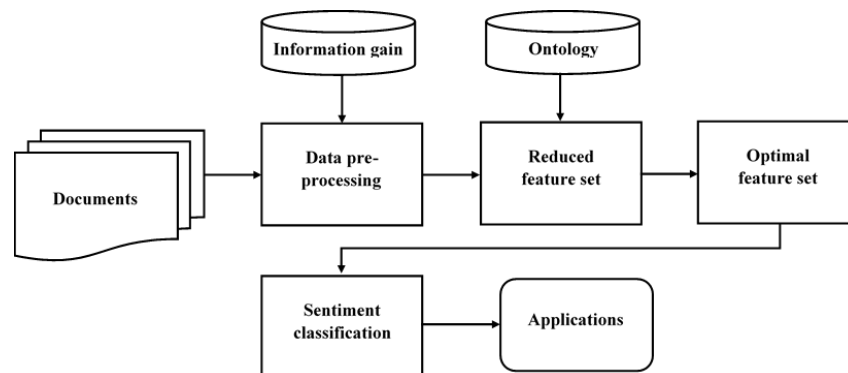 Information gain
Ontology
Documents
Data pre-
processing
Reduced
feature set
Optimal
feature set
Sentiment
classification
Applications